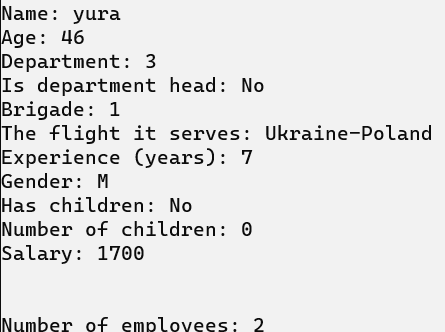 Name: yura
Age: 46
Department: 3
Is department head: No
Brigade: 1
The flight it serves: Ukraine-Poland
Experience (years): 7
Gender: M
Has children: No
Number of children: 0
Salary: 1700
Number of employees: 2